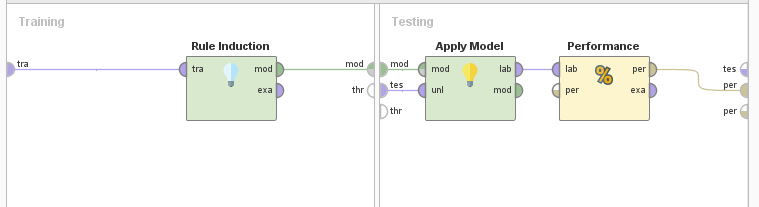 Training
Testing
Rule Induction
Apply Model
Performance
tra
tra
mod
mod
mod
mod
lab
lab
per
tes
exa
thr
tes
unl
mod
per
exa
per
thr
per